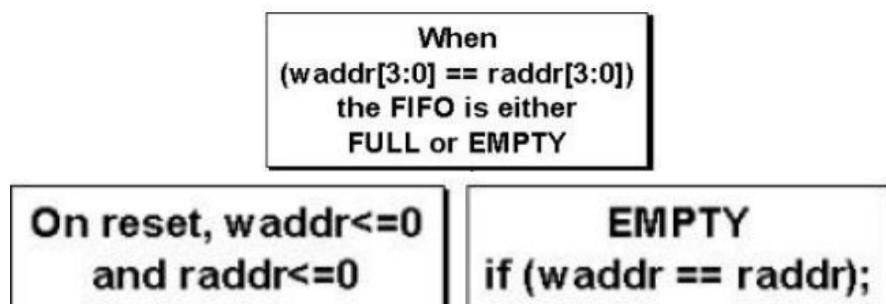 When
(waddr[3:0] == raddr[3:0])
the FIFO is either
FULL or EMPTY
On reset, waddr<=0
and raddr<=0
EMPTY
if (waddr == raddr);